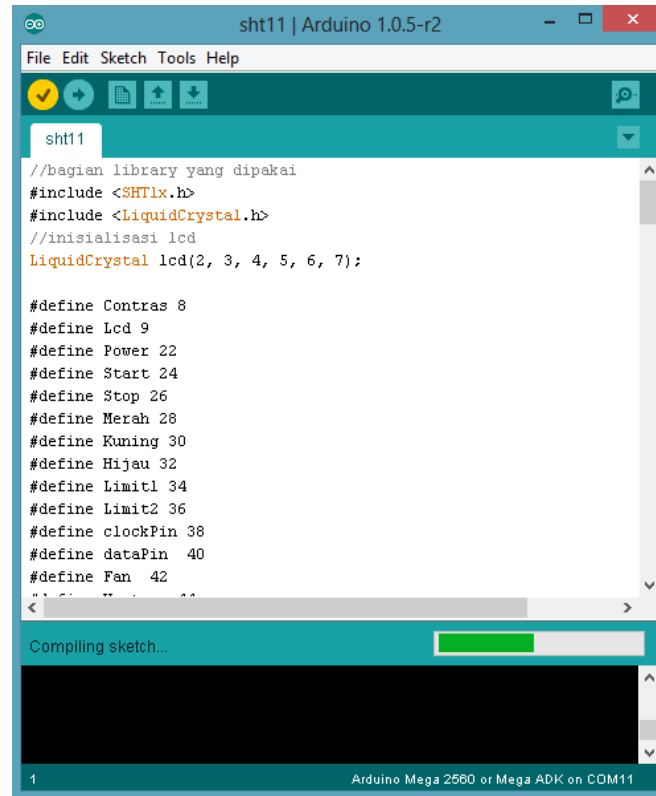 sht11 | Arduino 1.0.5-r2
File Edit Sketch Tools Help
sht11
//bagian library yang dipakai
#include <SHT1x.h>
#include <LiquidCrystal.h>
//inisialisasi lcd
LiquidCrystal lcd(2, 3, 4, 5, 6, 7);
#define Contras 8
#define Lcd 9
#define Power 22
#define Start 24
#define Stop 26
#define Merah 28
#define Kuning 30
#define Hijau 32
#define Limit1 34
#define Limit2 36
#define clockPin 38
#define dataPin  40
#define Fan  42
Compiling sketch...
1
Arduino Mega 2560 or Mega ADK on COM11